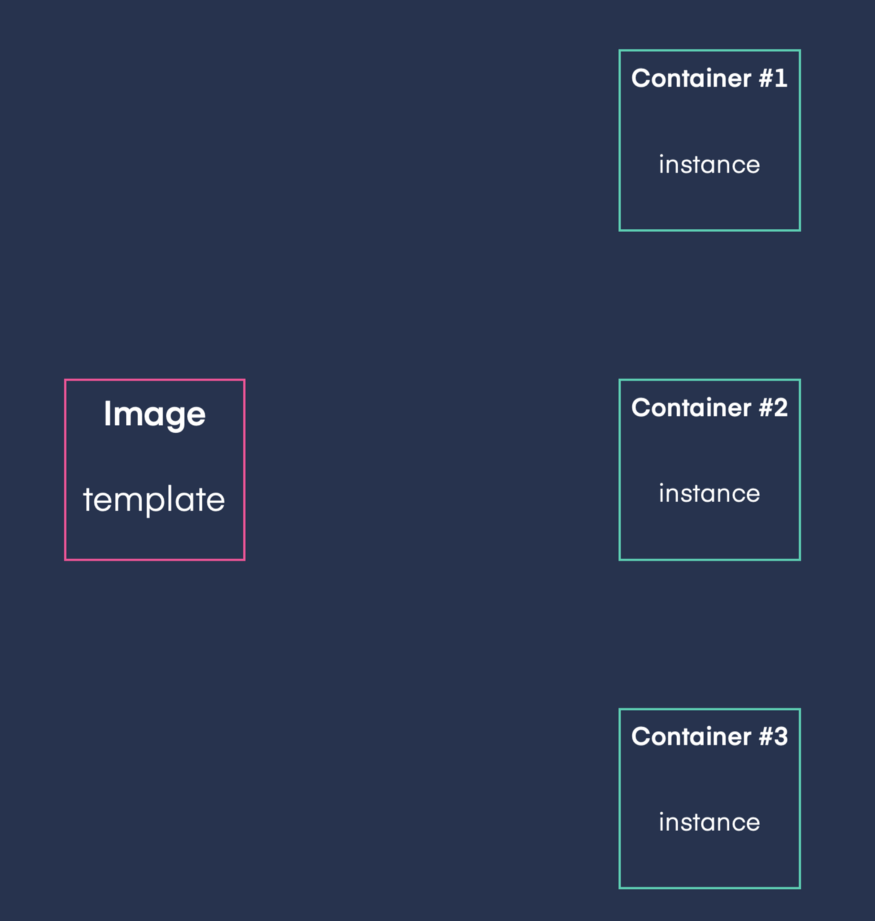 Container #1
instance
Image
template
Container #2
instance
Container #3
instance